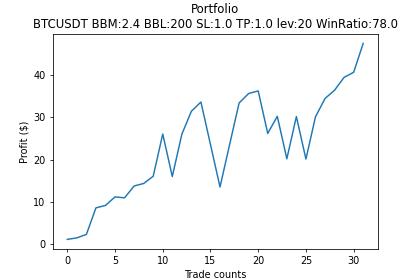 Portfolio
BTCUSDT BBM:2.4 BBL:200 SL:1.0 TP:1.0 lev:20 WinRatio:78.0
40
30
20
10
0
Profit ($)
0 5 10 15 20 25 30
Trade counts